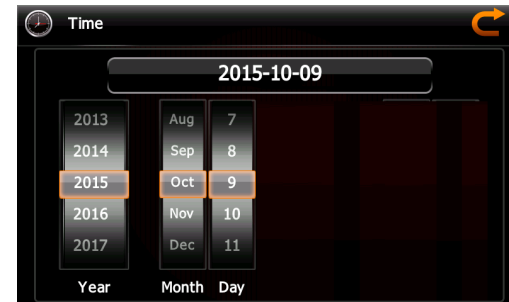 Time
2015-10-09
2013 Aug 7
2014 Sep 8
2015 Oct 9
2016 Nov 10
2017 Dec 11
Year Month Day